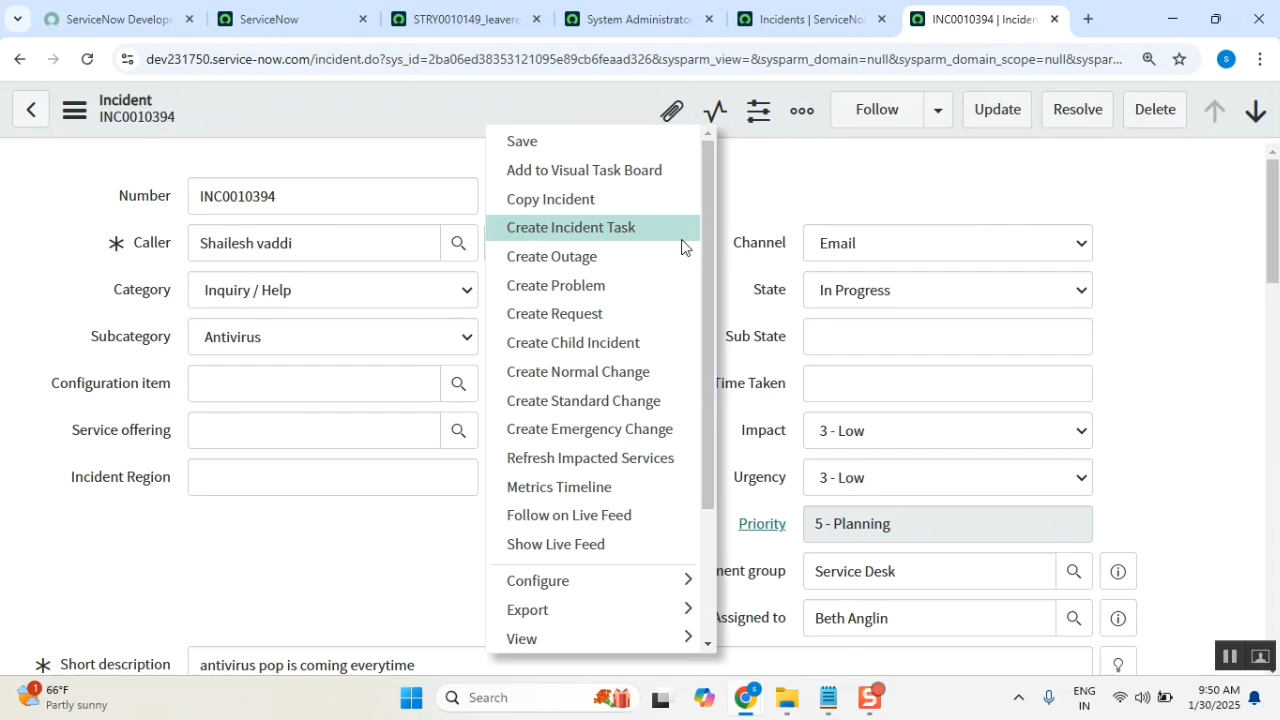 ServiceNow Develope
ServiceNow
STRY0010149_leavere
System Administrator
Incidents | ServiceNo
INC0010394 | Inciden
dev231750.service-now.com/incident.do?sys_id=2ba06ed38353121095e89cb6feaad326&sysparm_view=&sysparm_domain=null&sysparm_domain_scope=null&syspar...
s
Incident
INC0010394
Follow
Update
Resolve
Delete
Number
INC0010394
Caller
Shailesh vaddi
Category
Inquiry / Help
Subcategory
Antivirus
Configuration item
Service offering
Incident Region
Save
Add to Visual Task Board
Copy Incident
Create Incident Task
Create Outage
Create Problem
Create Request
Create Child Incident
Create Normal Change
Create Standard Change
Create Emergency Change
Refresh Impacted Services
Metrics Timeline
Follow on Live Feed
Show Live Feed
Configure
Export
View
Channel
Email
State
In Progress
Sub State
Time Taken
Impact
3 - Low
Urgency
3 - Low
Priority
5 - Planning
ment group
Service Desk
Assigned to
Beth Anglin
Short description
antivirus pop is coming everytime
1
66°F
Partly sunny
Search
s
S
ENG
IN
9:50 AM
1/30/2025